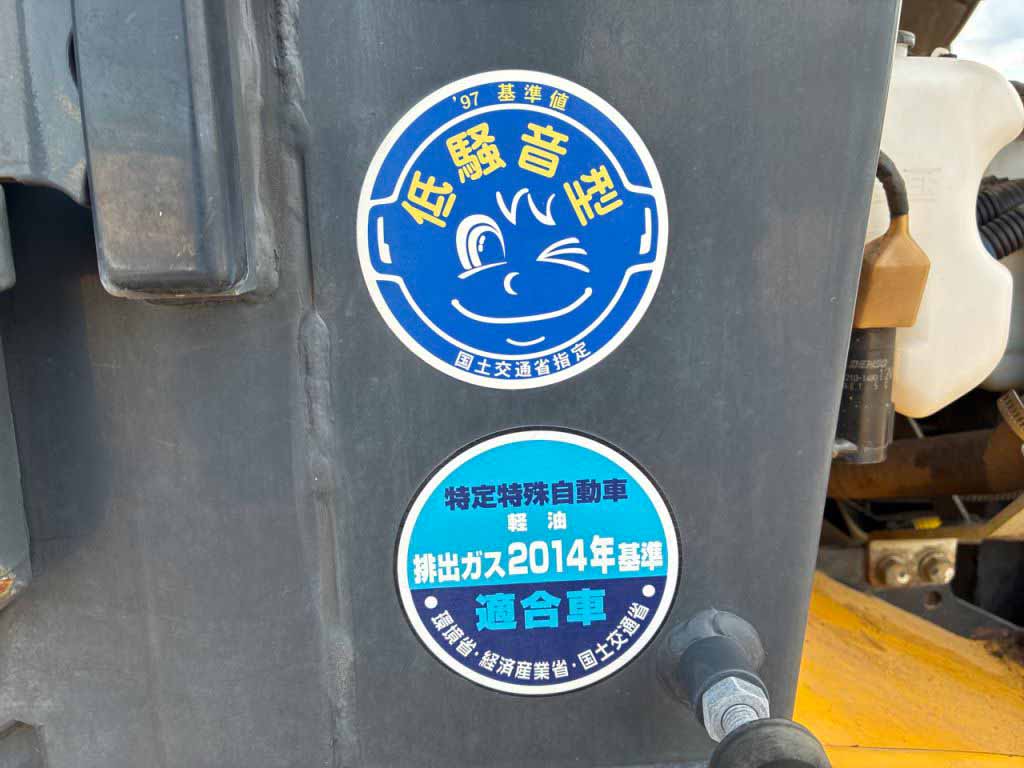 '97 基準値
低騒音型
国土交通省指定
特定特殊自動車
軽油
排出ガス2014年基準
適合車
環境省・経済産業省・国土交通省